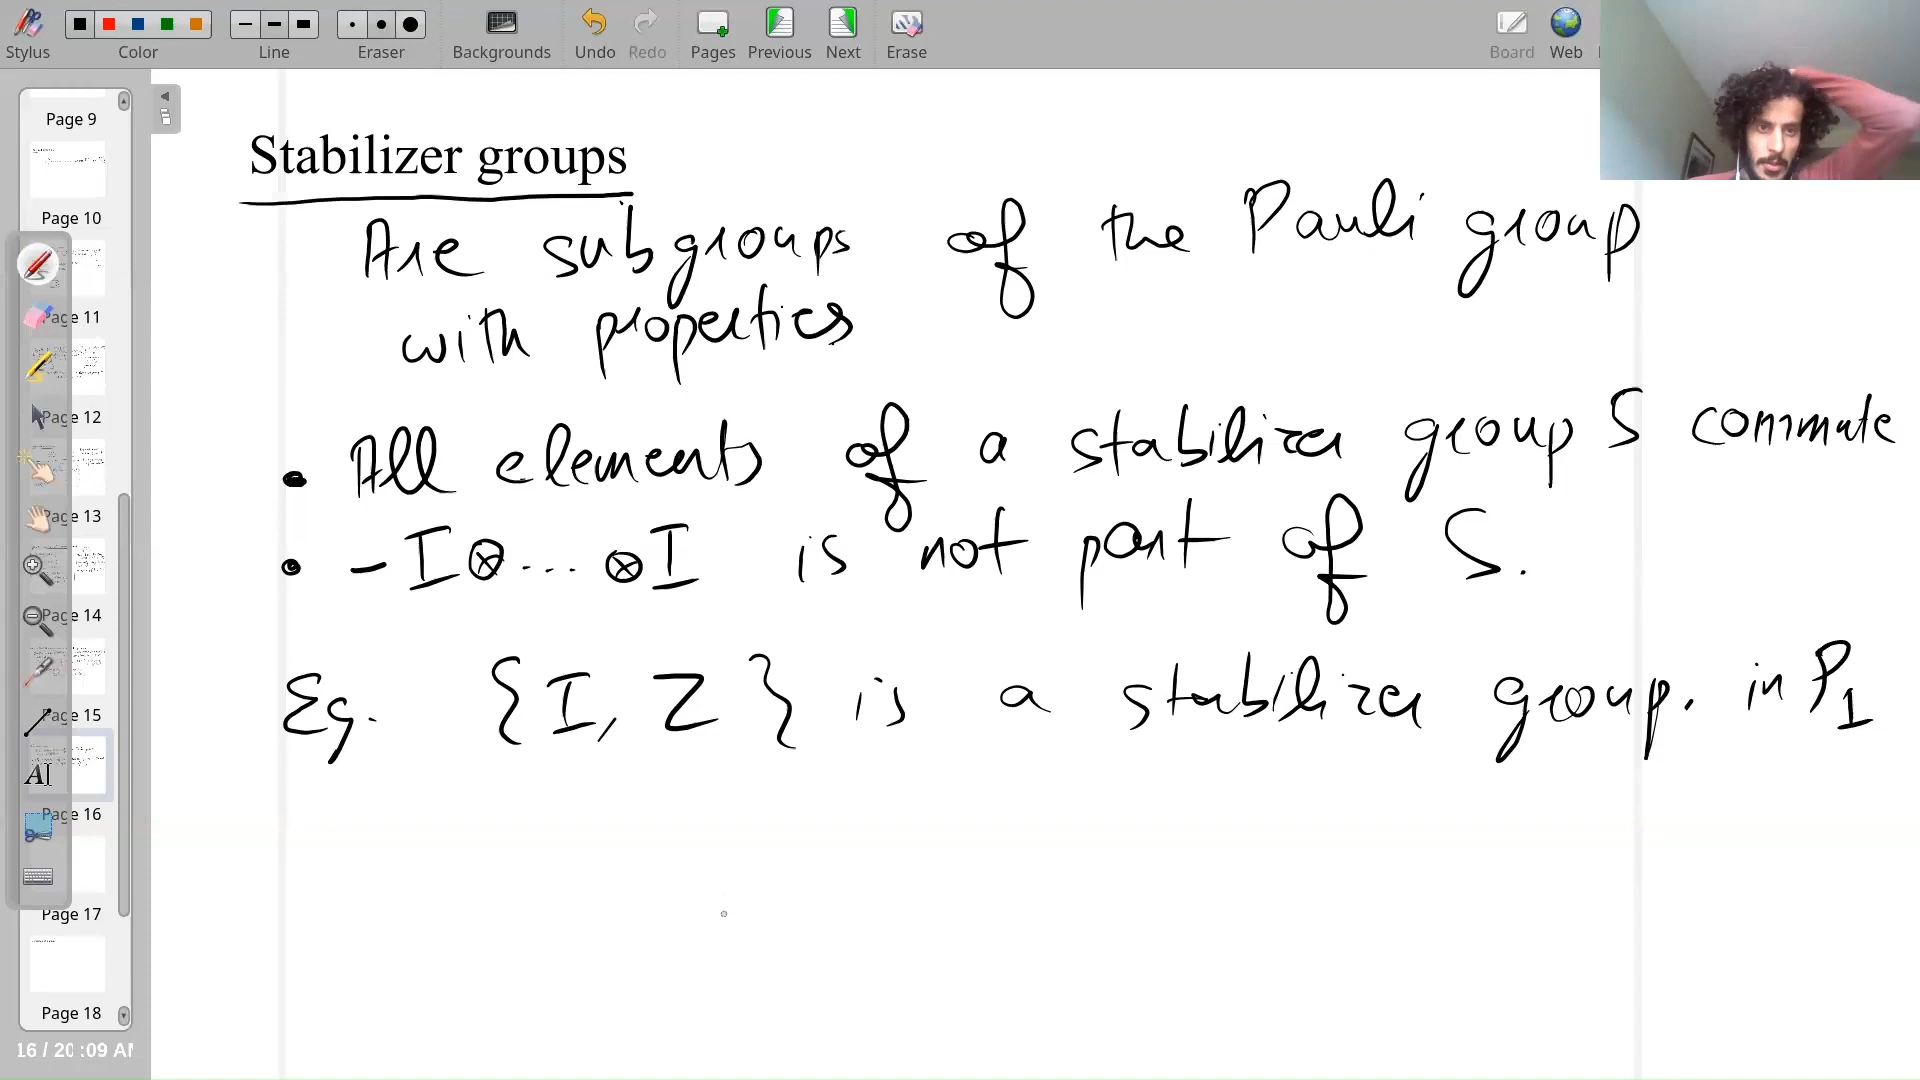 Stylus Color Line Eraser Backgrounds Undo Redo Pages Previous Next Erase Board Web
Page 9
Page 10
Page 11
Page 12
Page 13
Page 14
Page 15
Page 16
Page 17
Page 18
16 / 20
Stabilizer groups
Are subgroups of the Pauli group
with properties
• All elements of a stabilizer group S commute
• -I⊗...⊗I is not part of S.
Eg. {I, Z} is a stabilizer group. in P_1